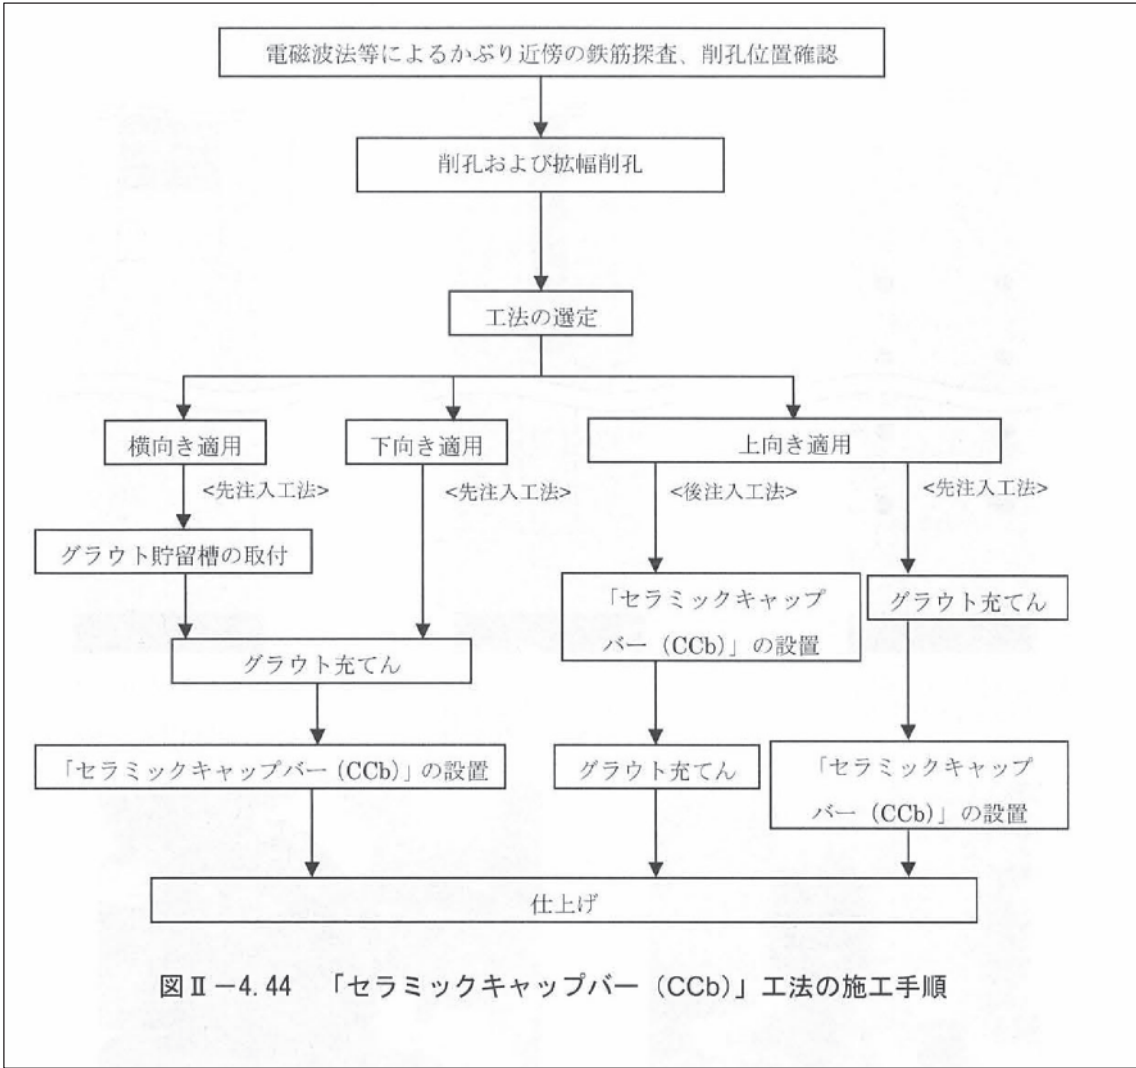 電磁波法等によるかぶり近傍の鉄筋探査、削孔位置確認
削孔および拡幅削孔
工法の選定
横向き適用
下向き適用
上向き適用
<先注入工法>
<先注入工法>
<後注入工法>
<先注入工法>
グラウト貯留槽の取付
「セラミックキャップ
バー（CCb）」の設置
グラウト充てん
グラウト充てん
「セラミックキャップバー（CCb）」の設置
グラウト充てん
「セラミックキャップ
バー（CCb）」の設置
仕上げ
図Ⅱ－4.44 「セラミックキャップバー（CCb）」工法の施工手順